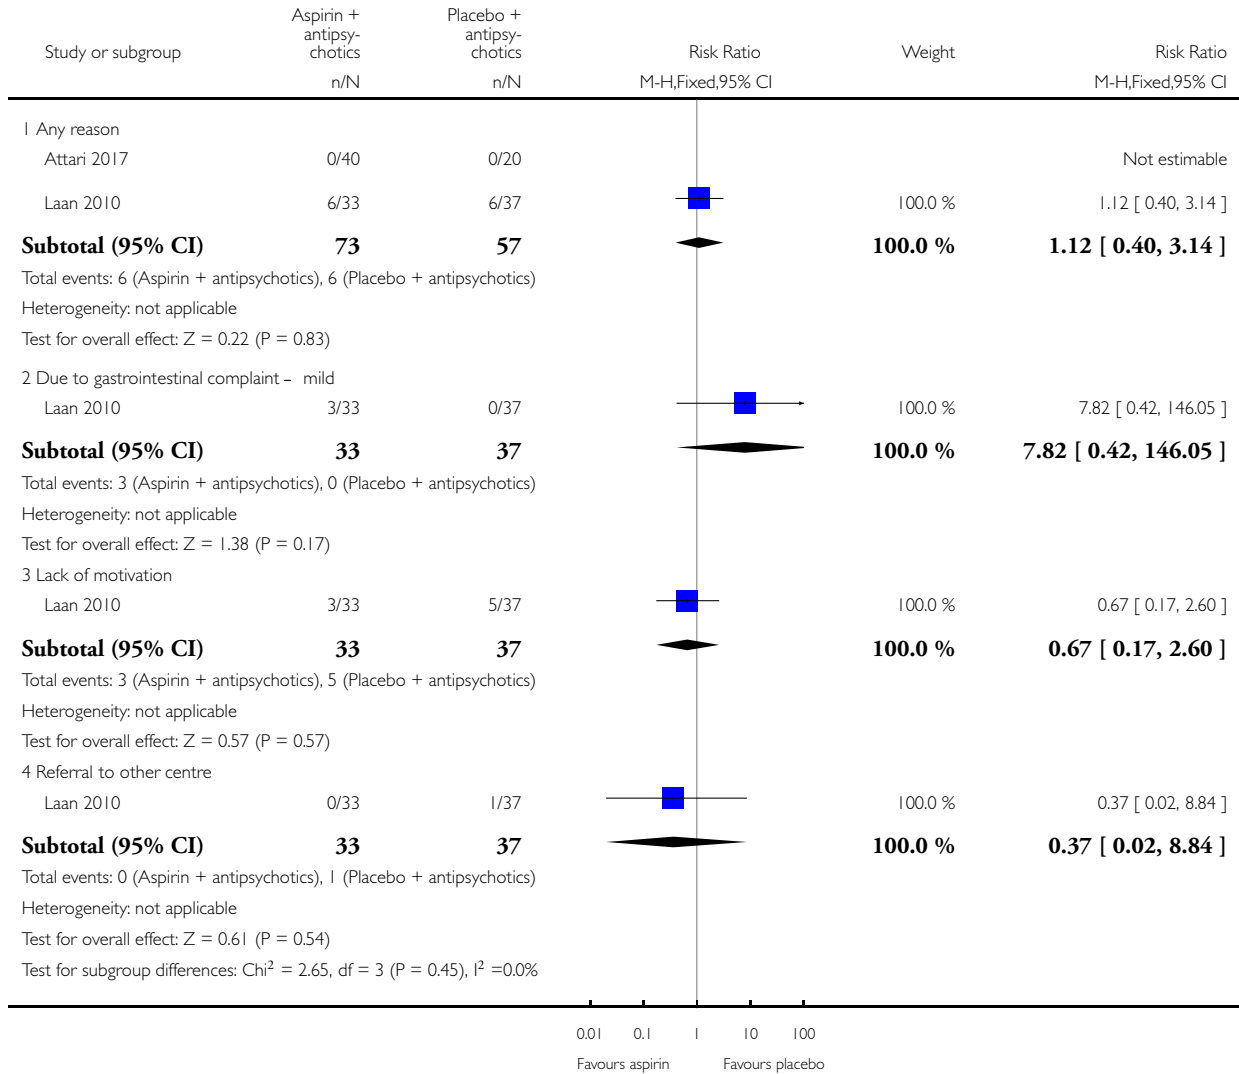 Study or subgroup Aspirin + antipsy- chotics Placebo + antipsy- chotics Risk Ratio Weight Risk Ratio
n/N n/N M-H,Fixed,95% CI M-H,Fixed,95% CI
1 Any reason
Attari 2017 0/40 0/20 Not estimable
Laan 2010 6/33 6/37 100.0 % 1.12 [ 0.40, 3.14 ]
Subtotal (95% CI) 73 57 100.0 % 1.12 [ 0.40, 3.14 ]
Total events: 6 (Aspirin + antipsychotics), 6 (Placebo + antipsychotics)
Heterogeneity: not applicable
Test for overall effect: Z = 0.22 (P = 0.83)
2 Due to gastrointestinal complaint – mild
Laan 2010 3/33 0/37 100.0 % 7.82 [ 0.42, 146.05 ]
Subtotal (95% CI) 33 37 100.0 % 7.82 [ 0.42, 146.05 ]
Total events: 3 (Aspirin + antipsychotics), 0 (Placebo + antipsychotics)
Heterogeneity: not applicable
Test for overall effect: Z = 1.38 (P = 0.17)
3 Lack of motivation
Laan 2010 3/33 5/37 100.0 % 0.67 [ 0.17, 2.60 ]
Subtotal (95% CI) 33 37 100.0 % 0.67 [ 0.17, 2.60 ]
Total events: 3 (Aspirin + antipsychotics), 5 (Placebo + antipsychotics)
Heterogeneity: not applicable
Test for overall effect: Z = 0.57 (P = 0.57)
4 Referral to other centre
Laan 2010 0/33 1/37 100.0 % 0.37 [ 0.02, 8.84 ]
Subtotal (95% CI) 33 37 100.0 % 0.37 [ 0.02, 8.84 ]
Total events: 0 (Aspirin + antipsychotics), 1 (Placebo + antipsychotics)
Heterogeneity: not applicable
Test for overall effect: Z = 0.61 (P = 0.54)
Test for subgroup differences: Chi² = 2.65, df = 3 (P = 0.45), I² =0.0%
0.01 0.1 1 10 100
Favours aspirin Favours placebo